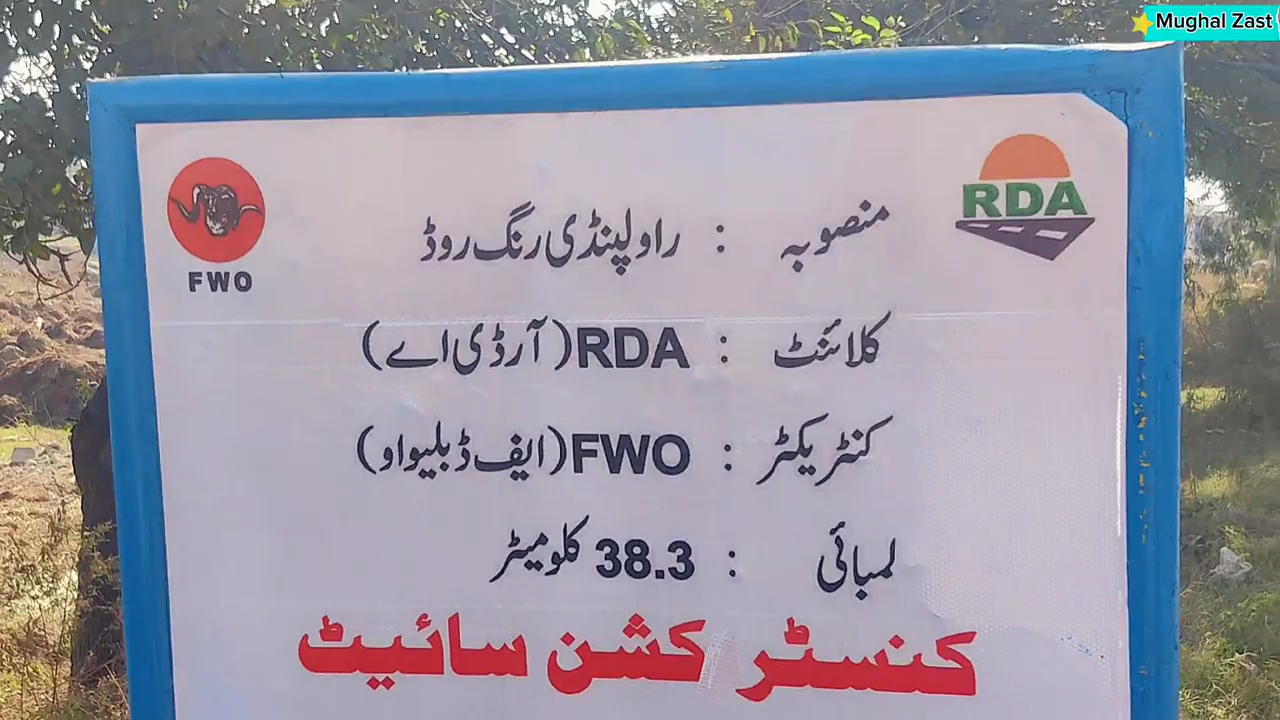 Mughal Zast
RDA
FWO
منصوبہ : راولپنڈی رنگ روڈ
کلائنٹ : RDA (آر ڈی اے)
کنٹریکٹر : FWO (ایف ڈبلیو او)
لمبائی : 38.3 کلومیٹر
کنسٹرکشن سائیٹ